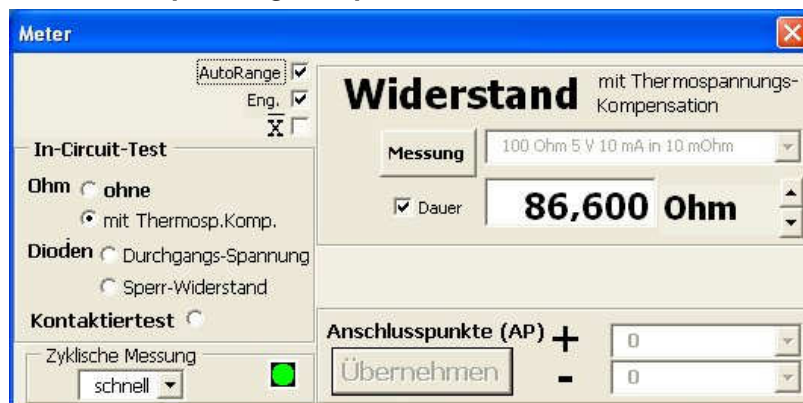 Meter
AutoRange
Eng.
X̅
In-Circuit-Test
Ohm ohne
mit Thermosp.Komp.
Dioden Durchgangs-Spannung
Sperr-Widerstand
Kontaktiertest
Zyklische Messung
schnell
Widerstand mit Thermospannungs-
Kompensation
Messung 100 Ohm 5 V 10 mA in 10 mOhm
Dauer 86,600 Ohm
Anschlusspunkte (AP) + 0
Übernehmen - 0